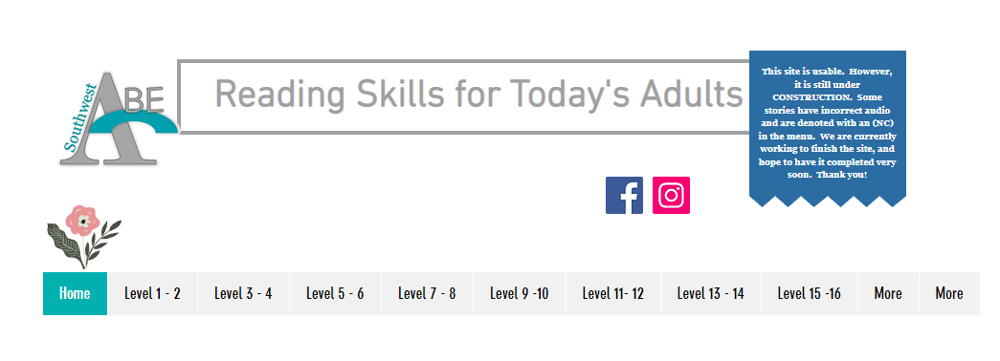 Southwest
ABE
Reading Skills for Today's Adults
This site is usable. However,
it is still under
CONSTRUCTION. Some
stories have incorrect audio
and are denoted with an (NC)
in the menu. We are currently
working to finish the site, and
hope to have it completed very
soon. Thank you!
Home
Level 1 - 2
Level 3 - 4
Level 5 - 6
Level 7 - 8
Level 9 -10
Level 11- 12
Level 13 - 14
Level 15 -16
More
More